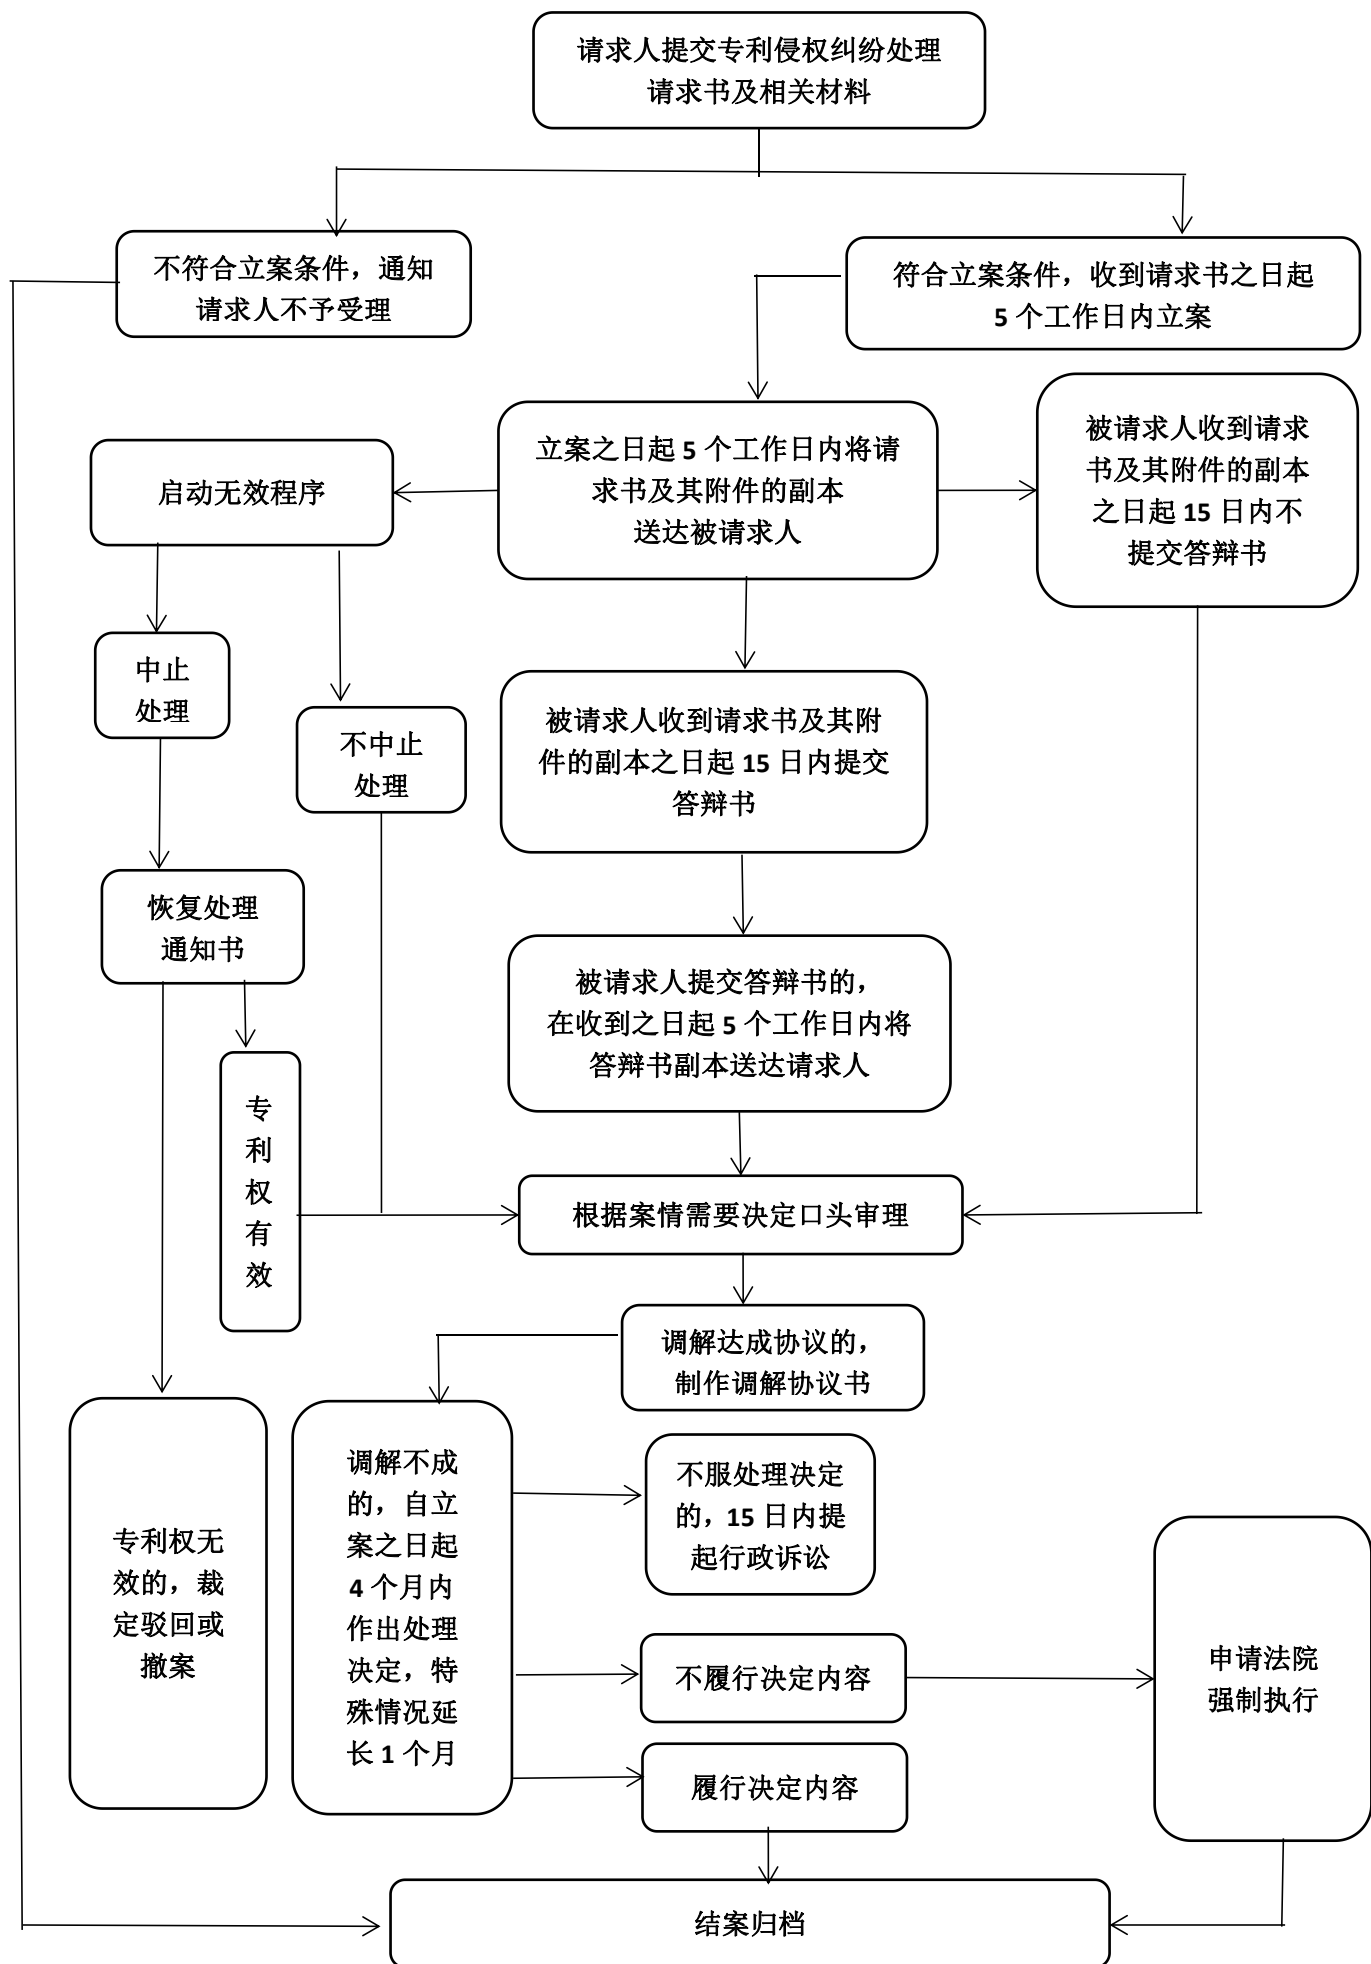 请求人提交专利侵权纠纷处理
请求书及相关材料
不符合立案条件，通知
请求人不予受理
符合立案条件，收到请求书之日起
5个工作日内立案
启动无效程序
立案之日起5个工作日内将请
求书及其附件的副本
送达被请求人
被请求人收到请求
书及其附件的副本
之日起15日内不
提交答辩书
中止
处理
不中止
处理
被请求人收到请求书及其附
件的副本之日起15日内提交
答辩书
恢复处理
通知书
被请求人提交答辩书的，
在收到之日起5个工作日内将
答辩书副本送达请求人
专
利
权
有
效
根据案情需要决定口头审理
调解达成协议的，
制作调解协议书
专利权无
效的，裁
定驳回或
撤案
调解不成
的，自立
案之日起
4个月内
作出处理
决定，特
殊情况延
长1个月
不服处理决定
的，15日内提
起行政诉讼
不履行决定内容
履行决定内容
申请法院
强制执行
结案归档